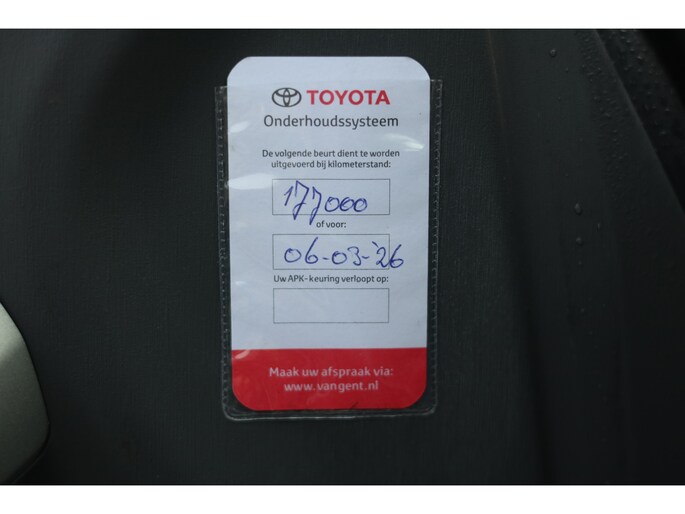 TOYOTA
Onderhoudssysteem
De volgende beurt dient te worden
uitgevoerd bij kilometerstand:
177000
of voor:
06-03-'26
Uw APK-keuring verloopt op:
Maak uw afspraak via:
www.vangent.nl